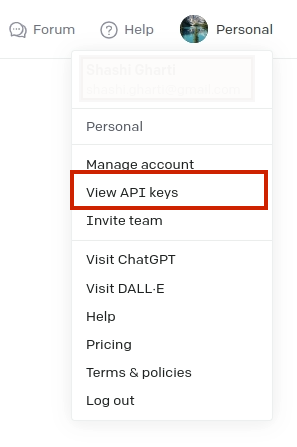 Forum
Help
Personal
Shashi Gharti
Personal
Manage account
View API keys
Invite team
Visit ChatGPT
Visit DALL·E
Help
Pricing
Terms & policies
Log out